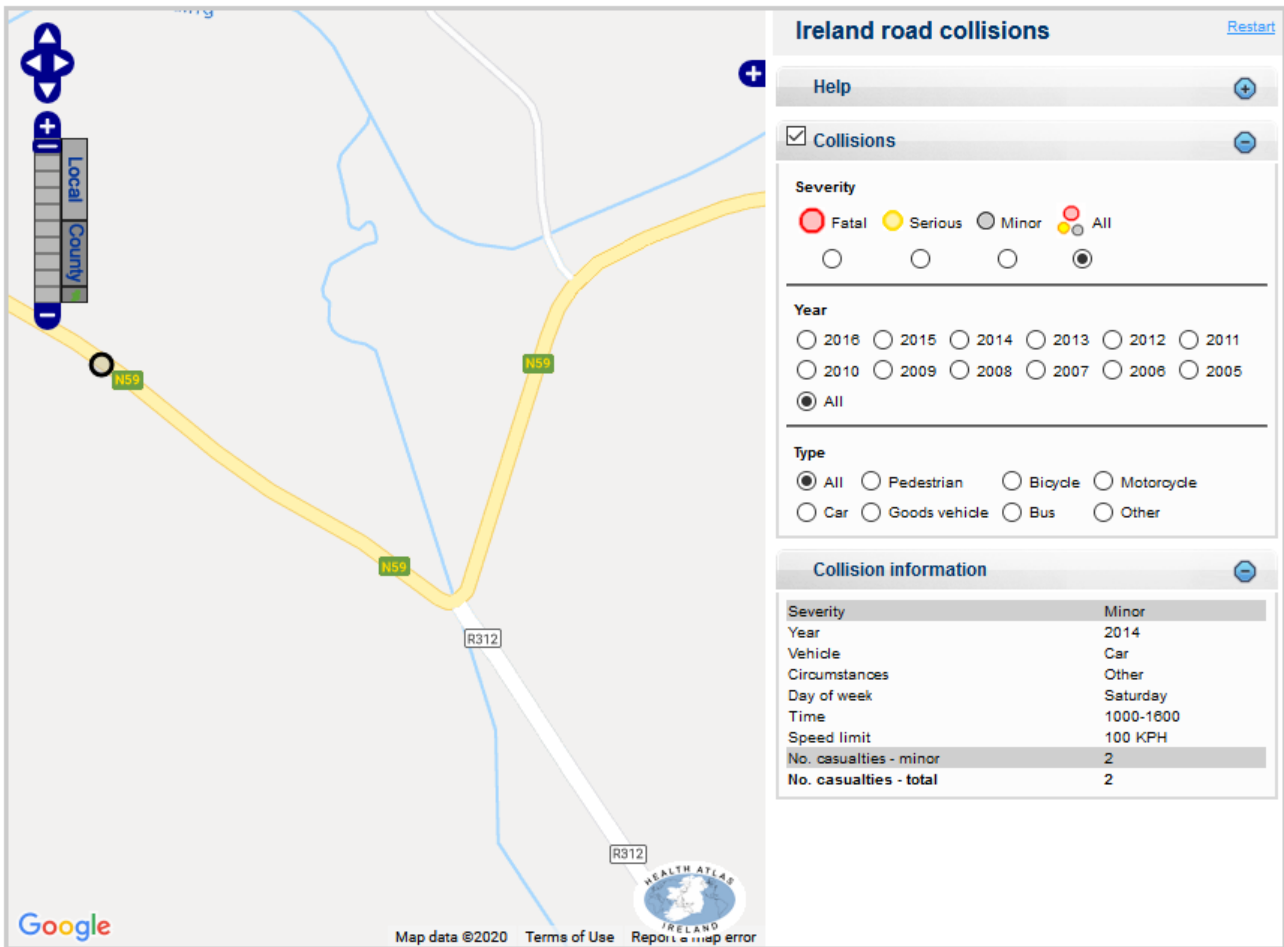 Local
County
N59
N59
N59
R312
R312
HEALTH ATLAS
IRELAND
Google
Map data ©2020 Terms of Use Report a map error
Ireland road collisions Restart
Help
Collisions
Severity
Fatal Serious Minor All
Year
2016 2015 2014 2013 2012 2011
2010 2009 2008 2007 2006 2005
All
Type
All Pedestrian Bicycle Motorcycle
Car Goods vehicle Bus Other
Collision information
Severity Minor
Year 2014
Vehicle Car
Circumstances Other
Day of week Saturday
Time 1000-1600
Speed limit 100 KPH
No. casualties - minor 2
No. casualties - total 2